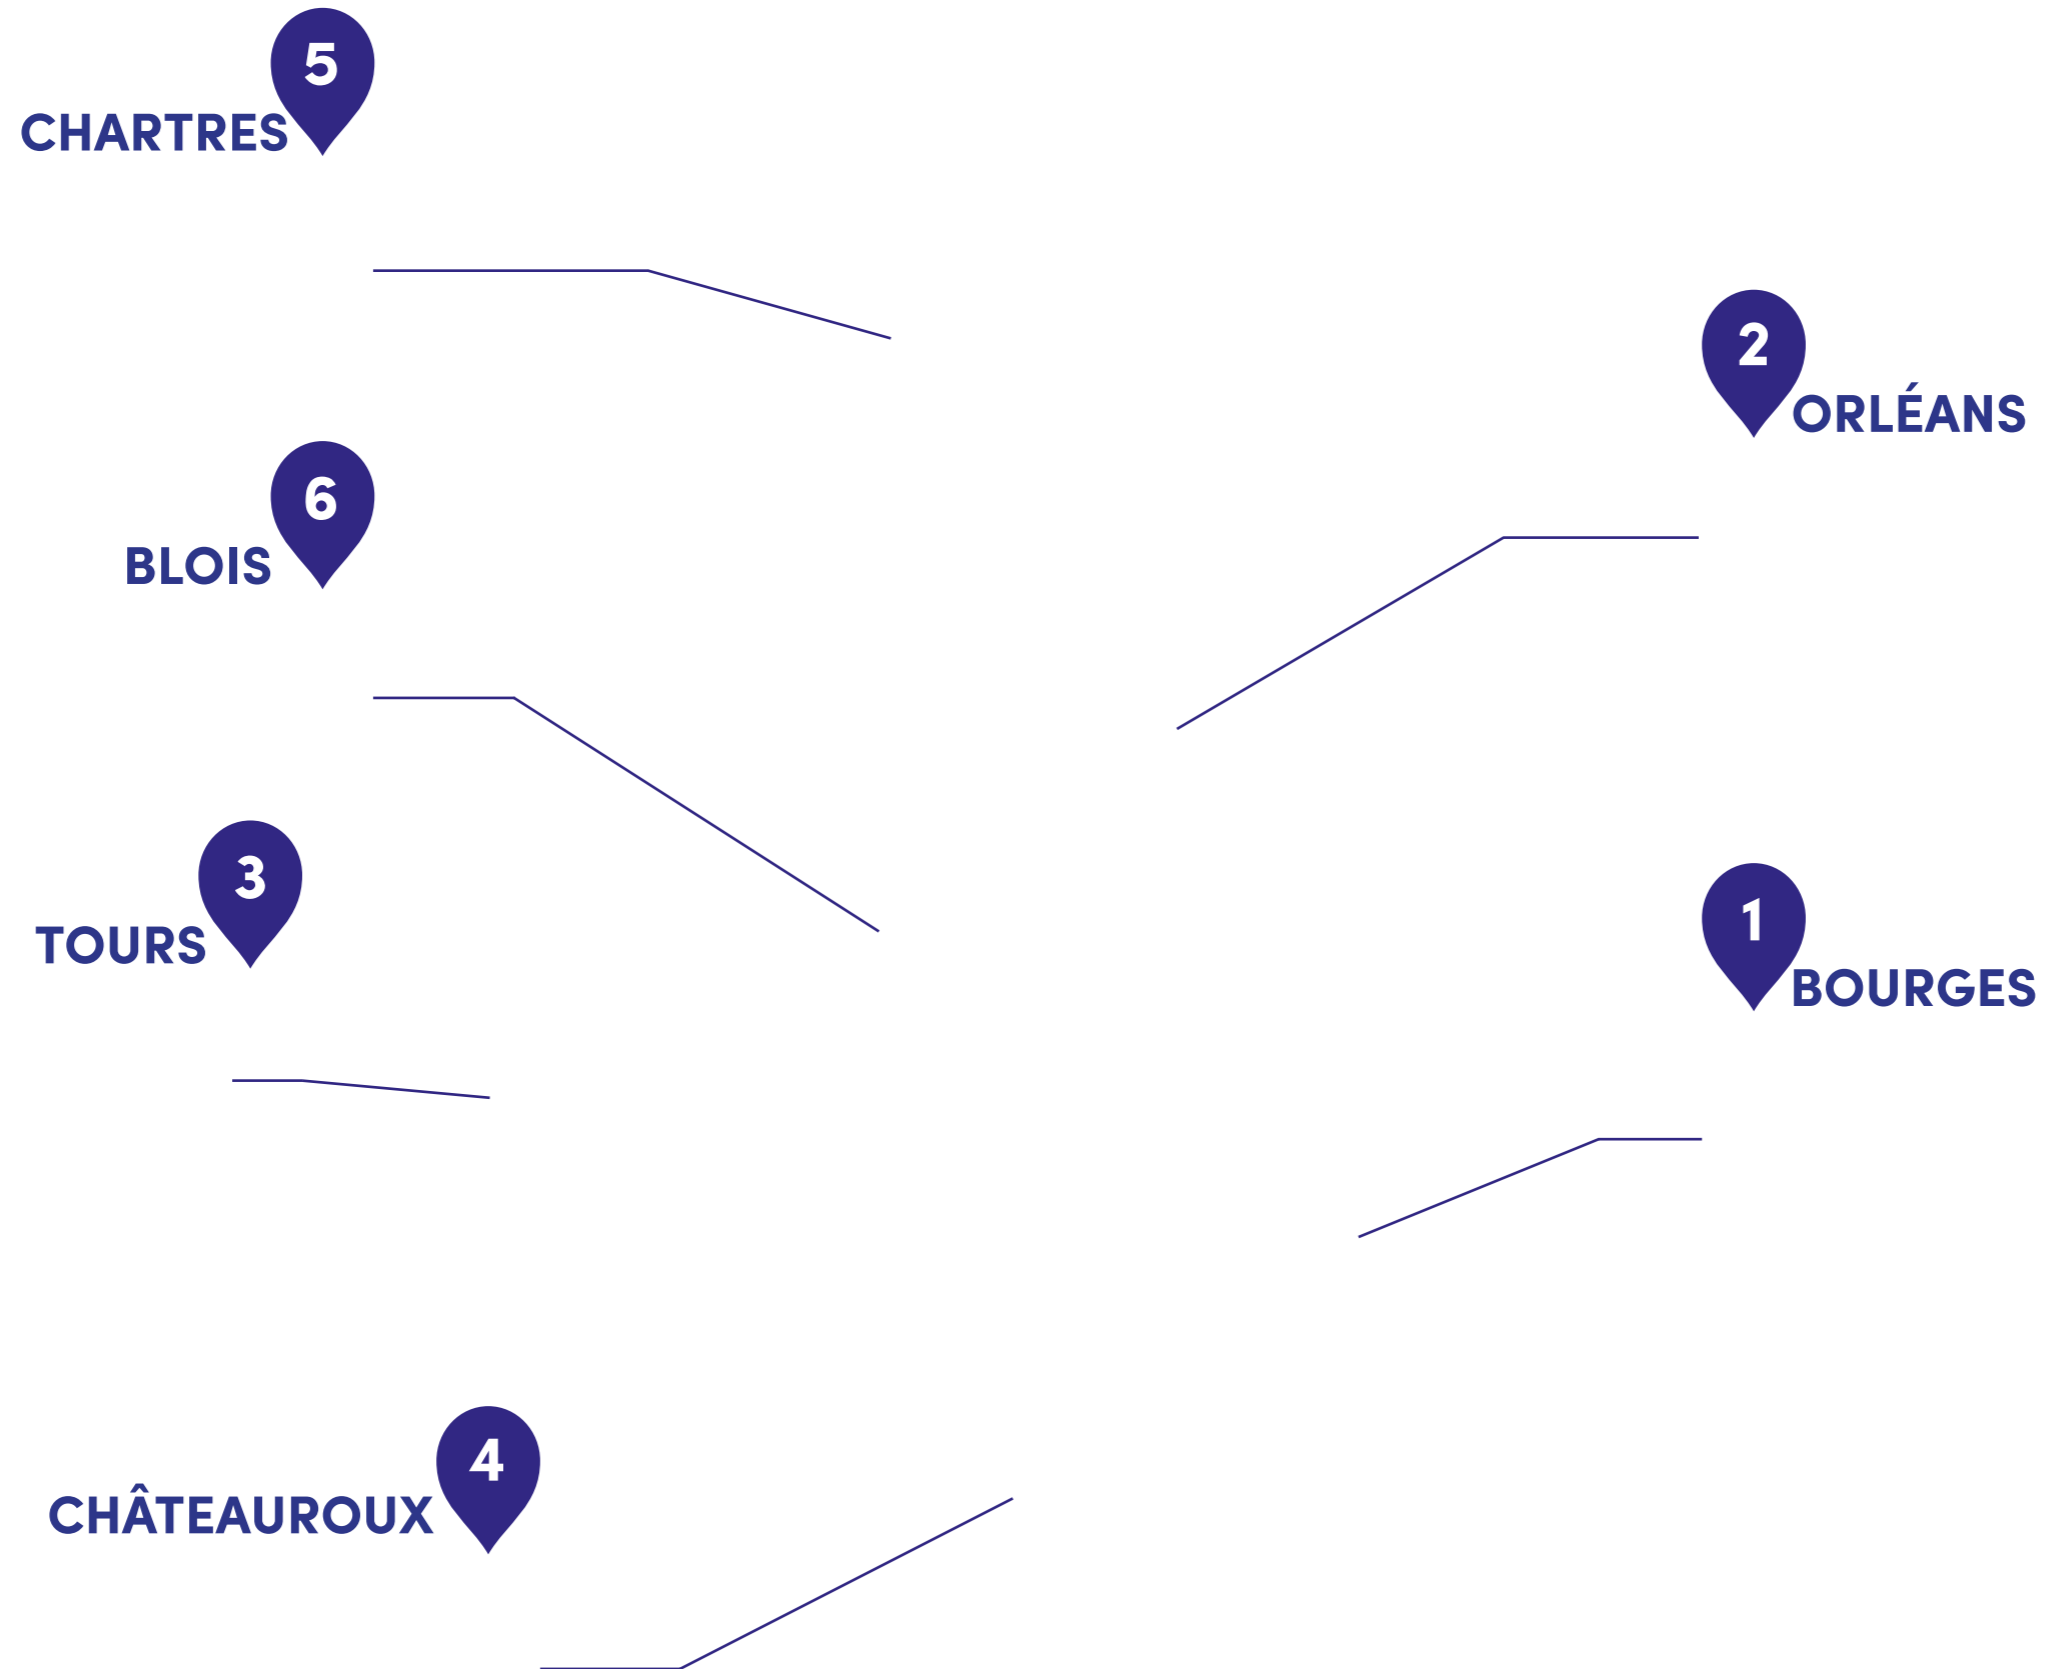 5
CHARTRES
2
ORLÉANS
6
BLOIS
3
TOURS
1
BOURGES
4
CHÂTEAUROUX